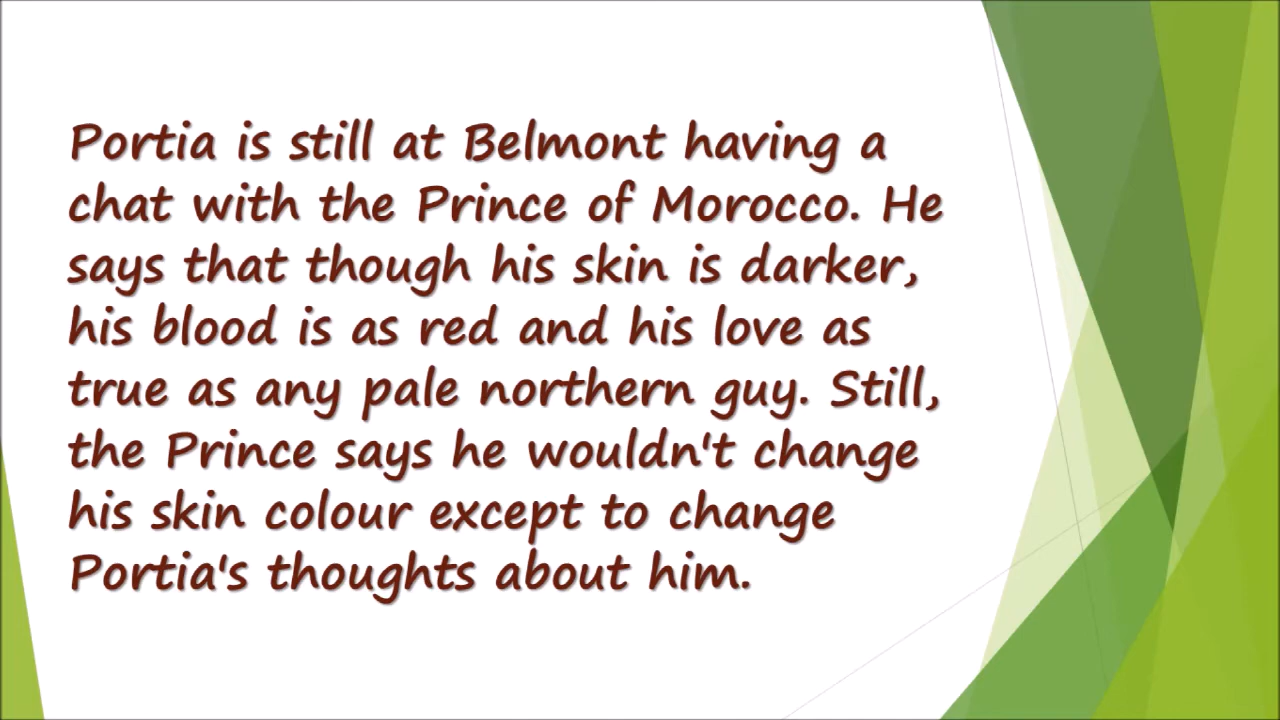 Portia is still at Belmont having a
chat with the Prince of Morocco. He
says that though his skin is darker,
his blood is as red and his love as
true as any pale northern guy. Still,
the Prince says he wouldn't change
his skin colour except to change
Portia's thoughts about him.